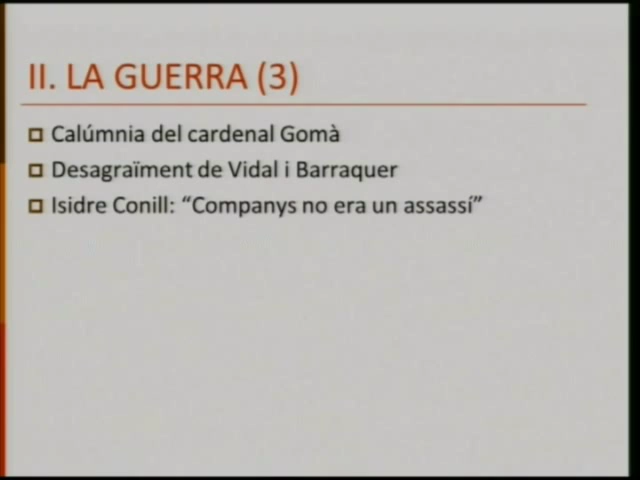 II. LA GUERRA (3)
Calúmnia del cardenal Gomà
Desagraïment de Vidal i Barraquer
Isidre Conill: “Companys no era un assassí”